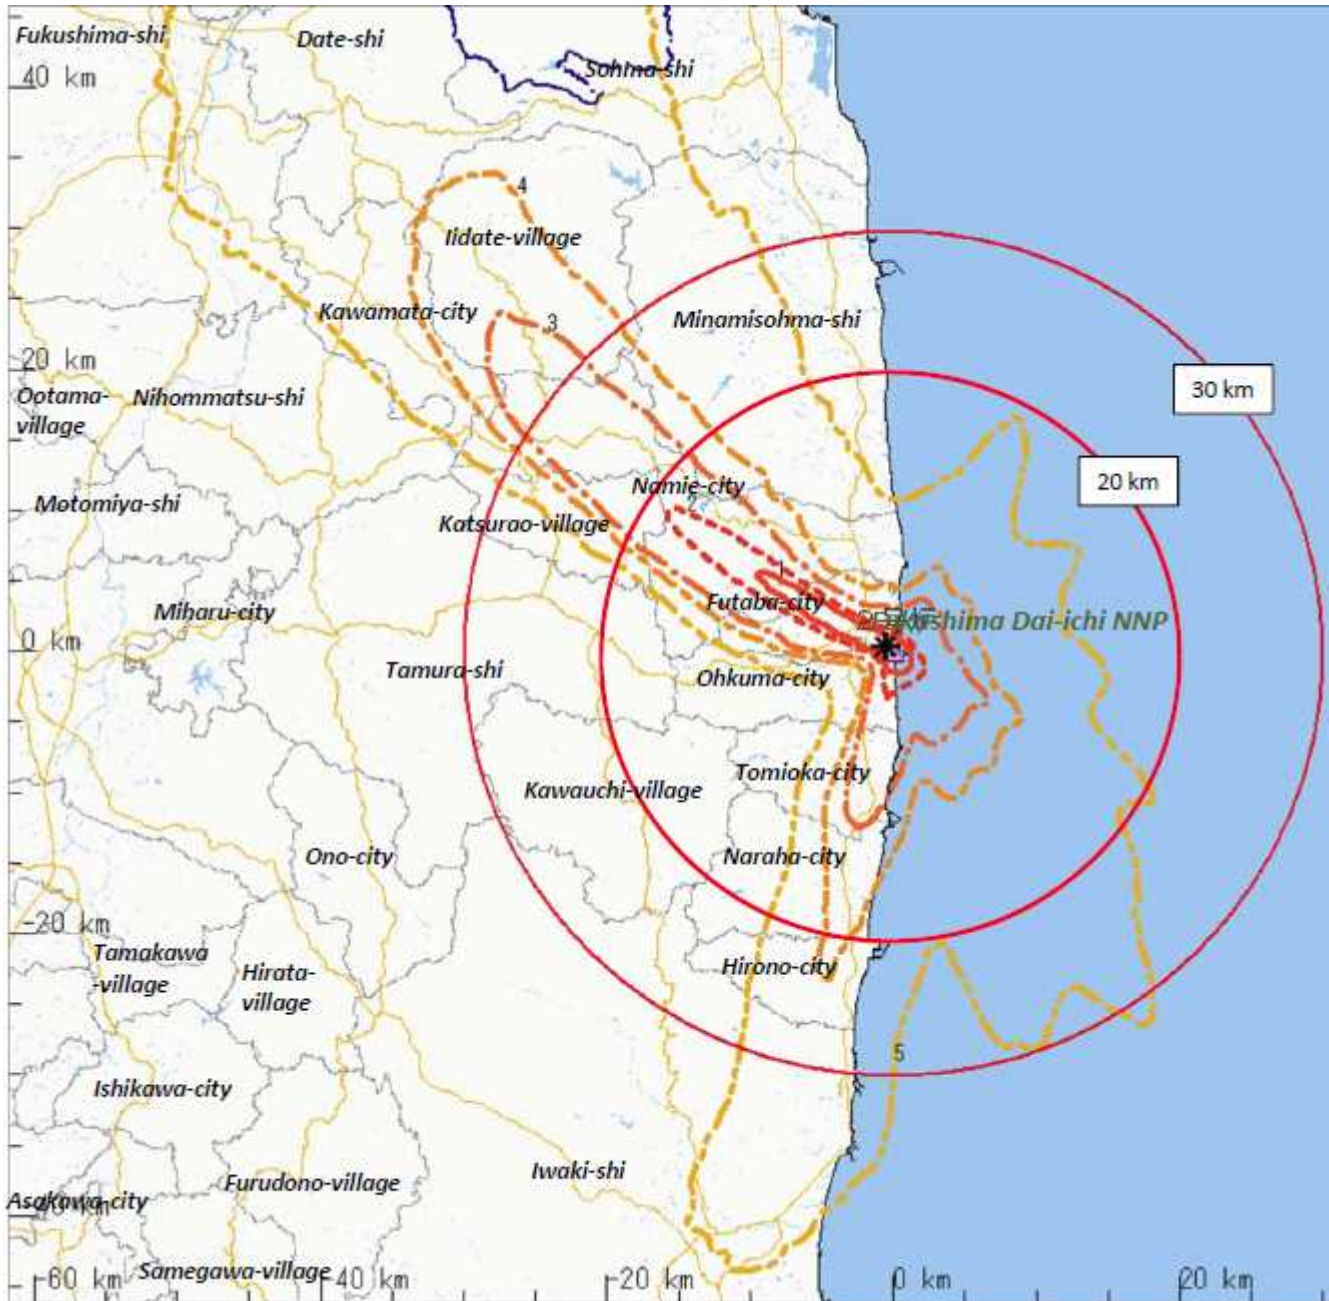 Fukushima-shi
Date-shi
Sohma-shi
40 km
4
Iidate-village
Kawamata-city
3
Minamisohma-shi
20 km
30 km
Ootama-
village
Nihommatsu-shi
20 km
Namie-city
Motomiya-shi
Katsurao-village
1
Futaba-city
Miharu-city
Fukushima Dai-ichi NNP
0 km
Tamura-shi
Ohkuma-city
Tomioka-city
Kawauchi-village
Ono-city
Naraha-city
-20 km
Tamakawa
-village
Hirata-
village
Hirono-city
5
Ishikawa-city
Iwaki-shi
Furudono-village
Asakawa-city
Samegawa-village
-60 km
-40 km
-20 km
0 km
20 km